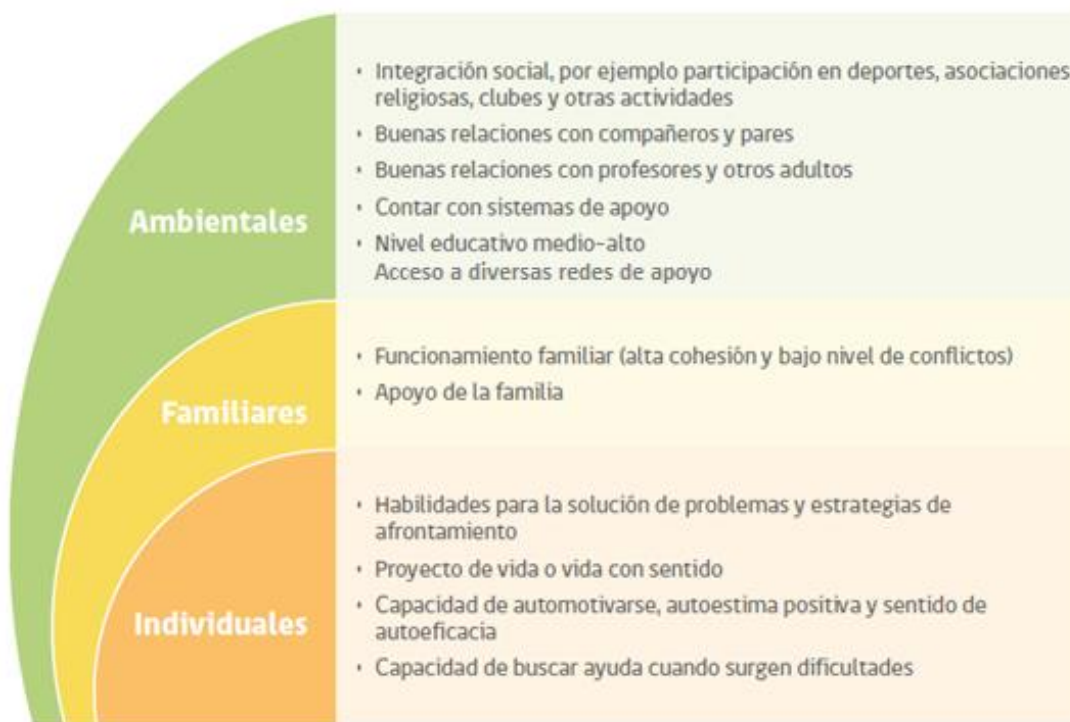 Ambientales
• Integración social, por ejemplo participación en deportes, asociaciones
religiosas, clubes y otras actividades
• Buenas relaciones con compañeros y pares
• Buenas relaciones con profesores y otros adultos
• Contar con sistemas de apoyo
• Nivel educativo medio-alto
Acceso a diversas redes de apoyo
Familiares
• Funcionamiento familiar (alta cohesión y bajo nivel de conflictos)
• Apoyo de la familia
Individuales
• Habilidades para la solución de problemas y estrategias de
afrontamiento
• Proyecto de vida o vida con sentido
• Capacidad de automotivarse, autoestima positiva y sentido de
autoeficacia
• Capacidad de buscar ayuda cuando surgen dificultades